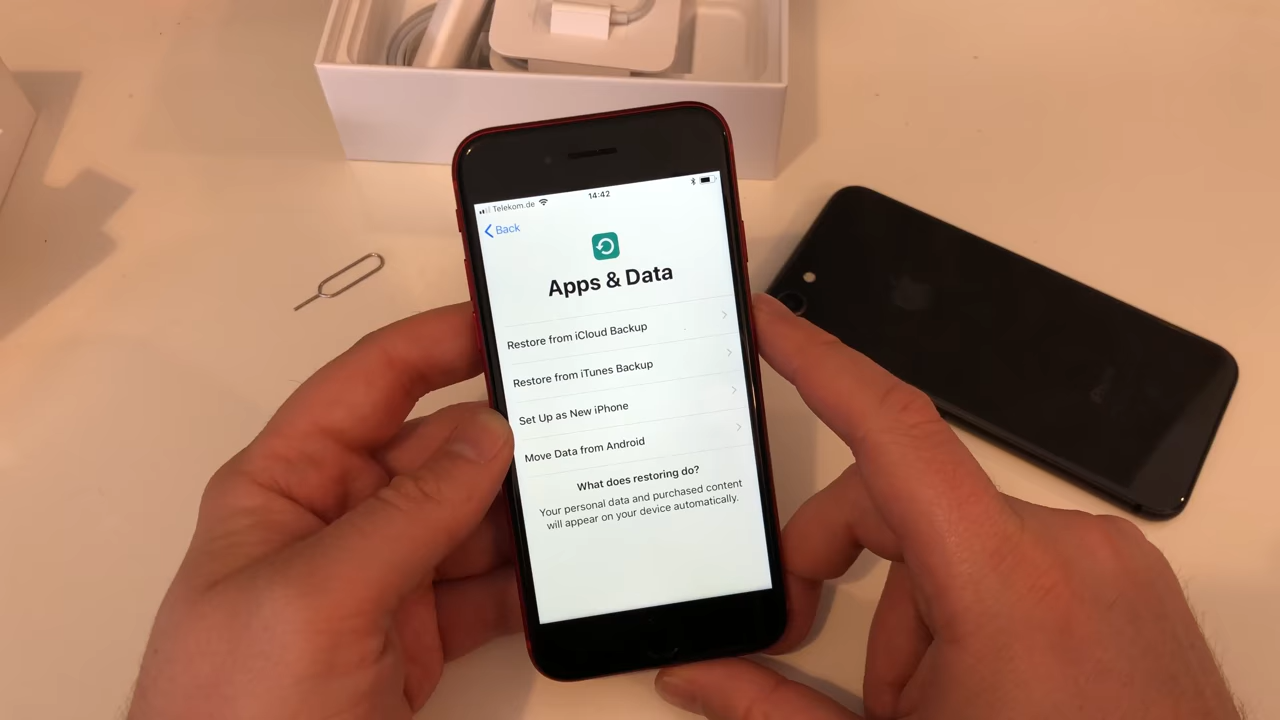 Telekom.de
14:42
Back
Apps & Data
Restore from iCloud Backup
Restore from iTunes Backup
Set Up as New iPhone
Move Data from Android
What does restoring do?
Your personal data and purchased content
will appear on your device automatically.